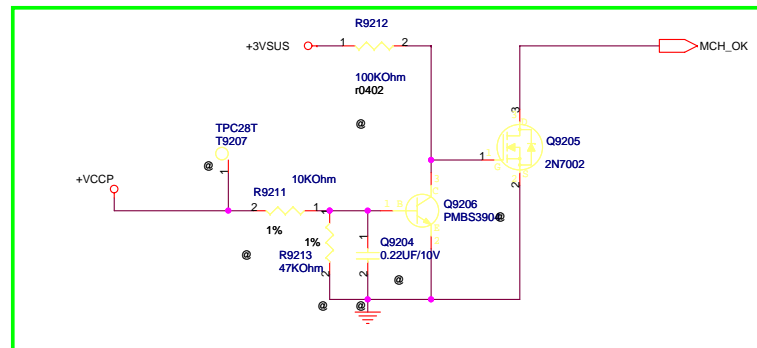 R9212
+3VSUS
1
2
MCH_OK
100KOhm
r0402
@
3
TPC28T
T9207
@
1
Q9205
1
2N7002
2
+VCCP
10KOhm
R9211
2
1
Q9206
PMBS3904
@
1%
1
1%
1
Q9204
0.22UF/10V
@
R9213
47KOhm
2
2
@
@
@